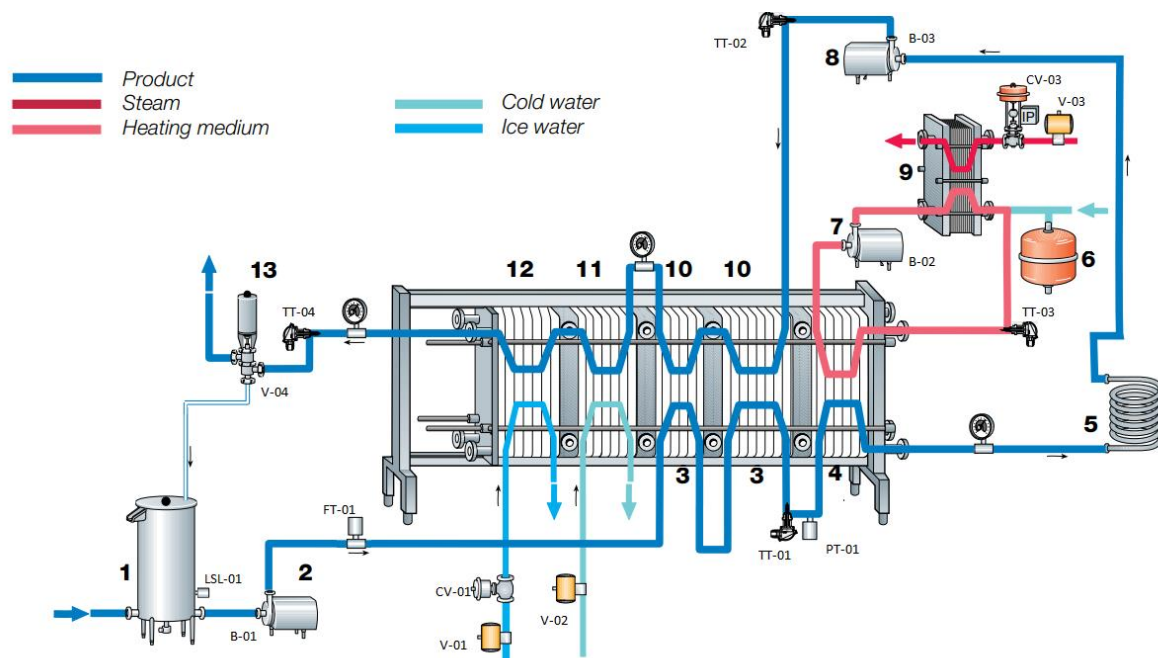 Product
Steam
Heating medium
Cold water
Ice water
TT-02
8
B-03
CV-03
IP
V-03
9
7
B-02
6
TT-03
13
TT-04
V-04
12
11
10
10
5
3
3
4
FT-01
TT-01
PT-01
1
LSL-01
2
B-01
CV-01
V-01
V-02